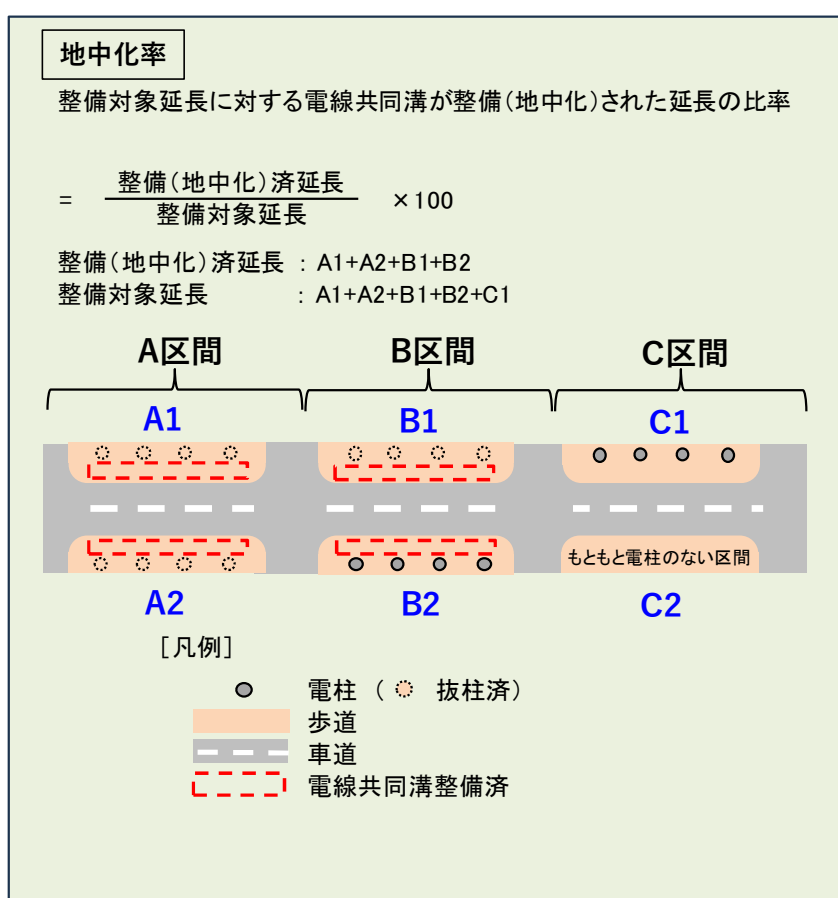 地中化率
整備対象延長に対する電線共同溝が整備(地中化)された延長の比率
= 整備(地中化)済延長 ×100
整備対象延長
整備(地中化)済延長 : A1+A2+B1+B2
整備対象延長 : A1+A2+B1+B2+C1
A区間 B区間 C区間
A1 B1 C1
もともと電柱のない区間
A2 B2 C2
[凡例]
電柱 ( 抜柱済)
歩道
車道
電線共同溝整備済